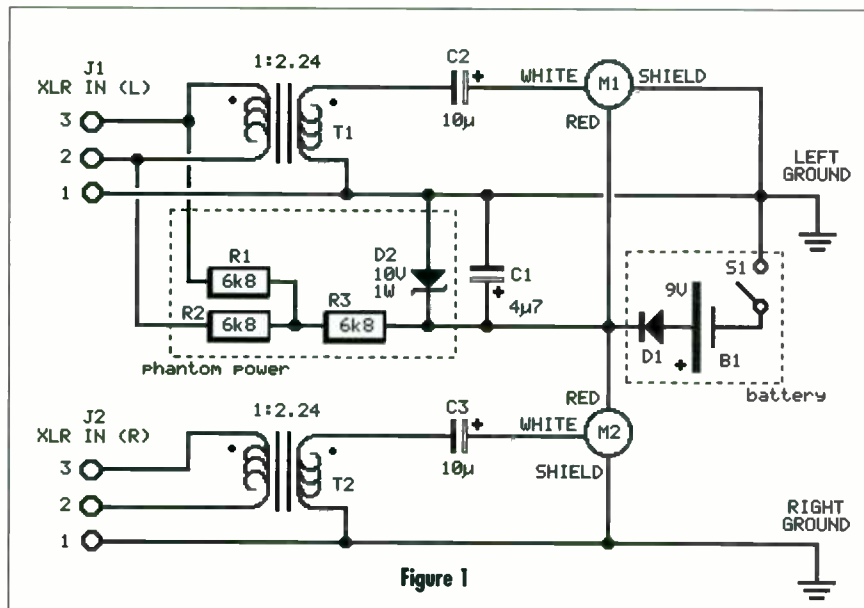 1:2.24
J1
XLR IN (L)
3
2
1
T1
C2
+
10µ
WHITE
M1
SHIELD
RED
LEFT
GROUND
R1
6k8
R2
6k8
R3
6k8
D2
10V
1W
C1
+
4µ7
phantom power
S1
9V
D1
+
B1
battery
1:2.24
J2
XLR IN (R)
3
2
1
T2
C3
+
10µ
RED
WHITE
M2
SHIELD
RIGHT
GROUND
Figure 1